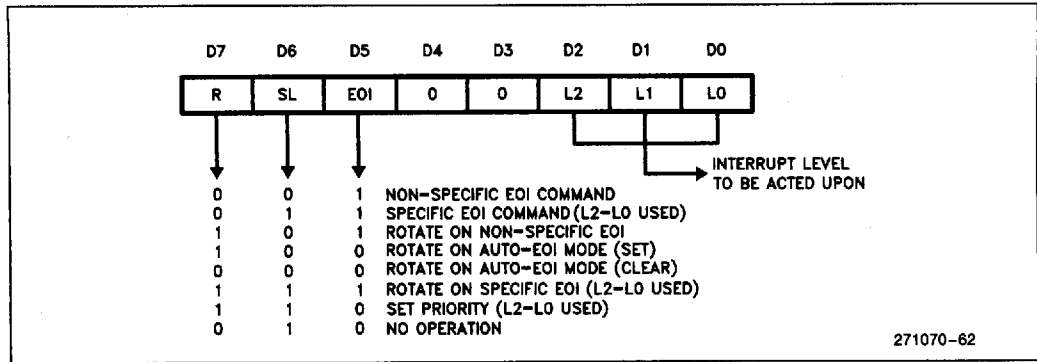 D7 D6 D5 D4 D3 D2 D1 D0
R SL EOI 0 0 L2 L1 L0
INTERRUPT LEVEL
TO BE ACTED UPON
0 0 1 NON-SPECIFIC EOI COMMAND
0 1 1 SPECIFIC EOI COMMAND (L2-L0 USED)
1 0 1 ROTATE ON NON-SPECIFIC EOI
1 0 0 ROTATE ON AUTO-EOI MODE (SET)
0 0 0 ROTATE ON AUTO-EOI MODE (CLEAR)
1 1 1 ROTATE ON SPECIFIC EOI (L2-L0 USED)
1 1 0 SET PRIORITY (L2-L0 USED)
0 1 0 NO OPERATION
271070-62